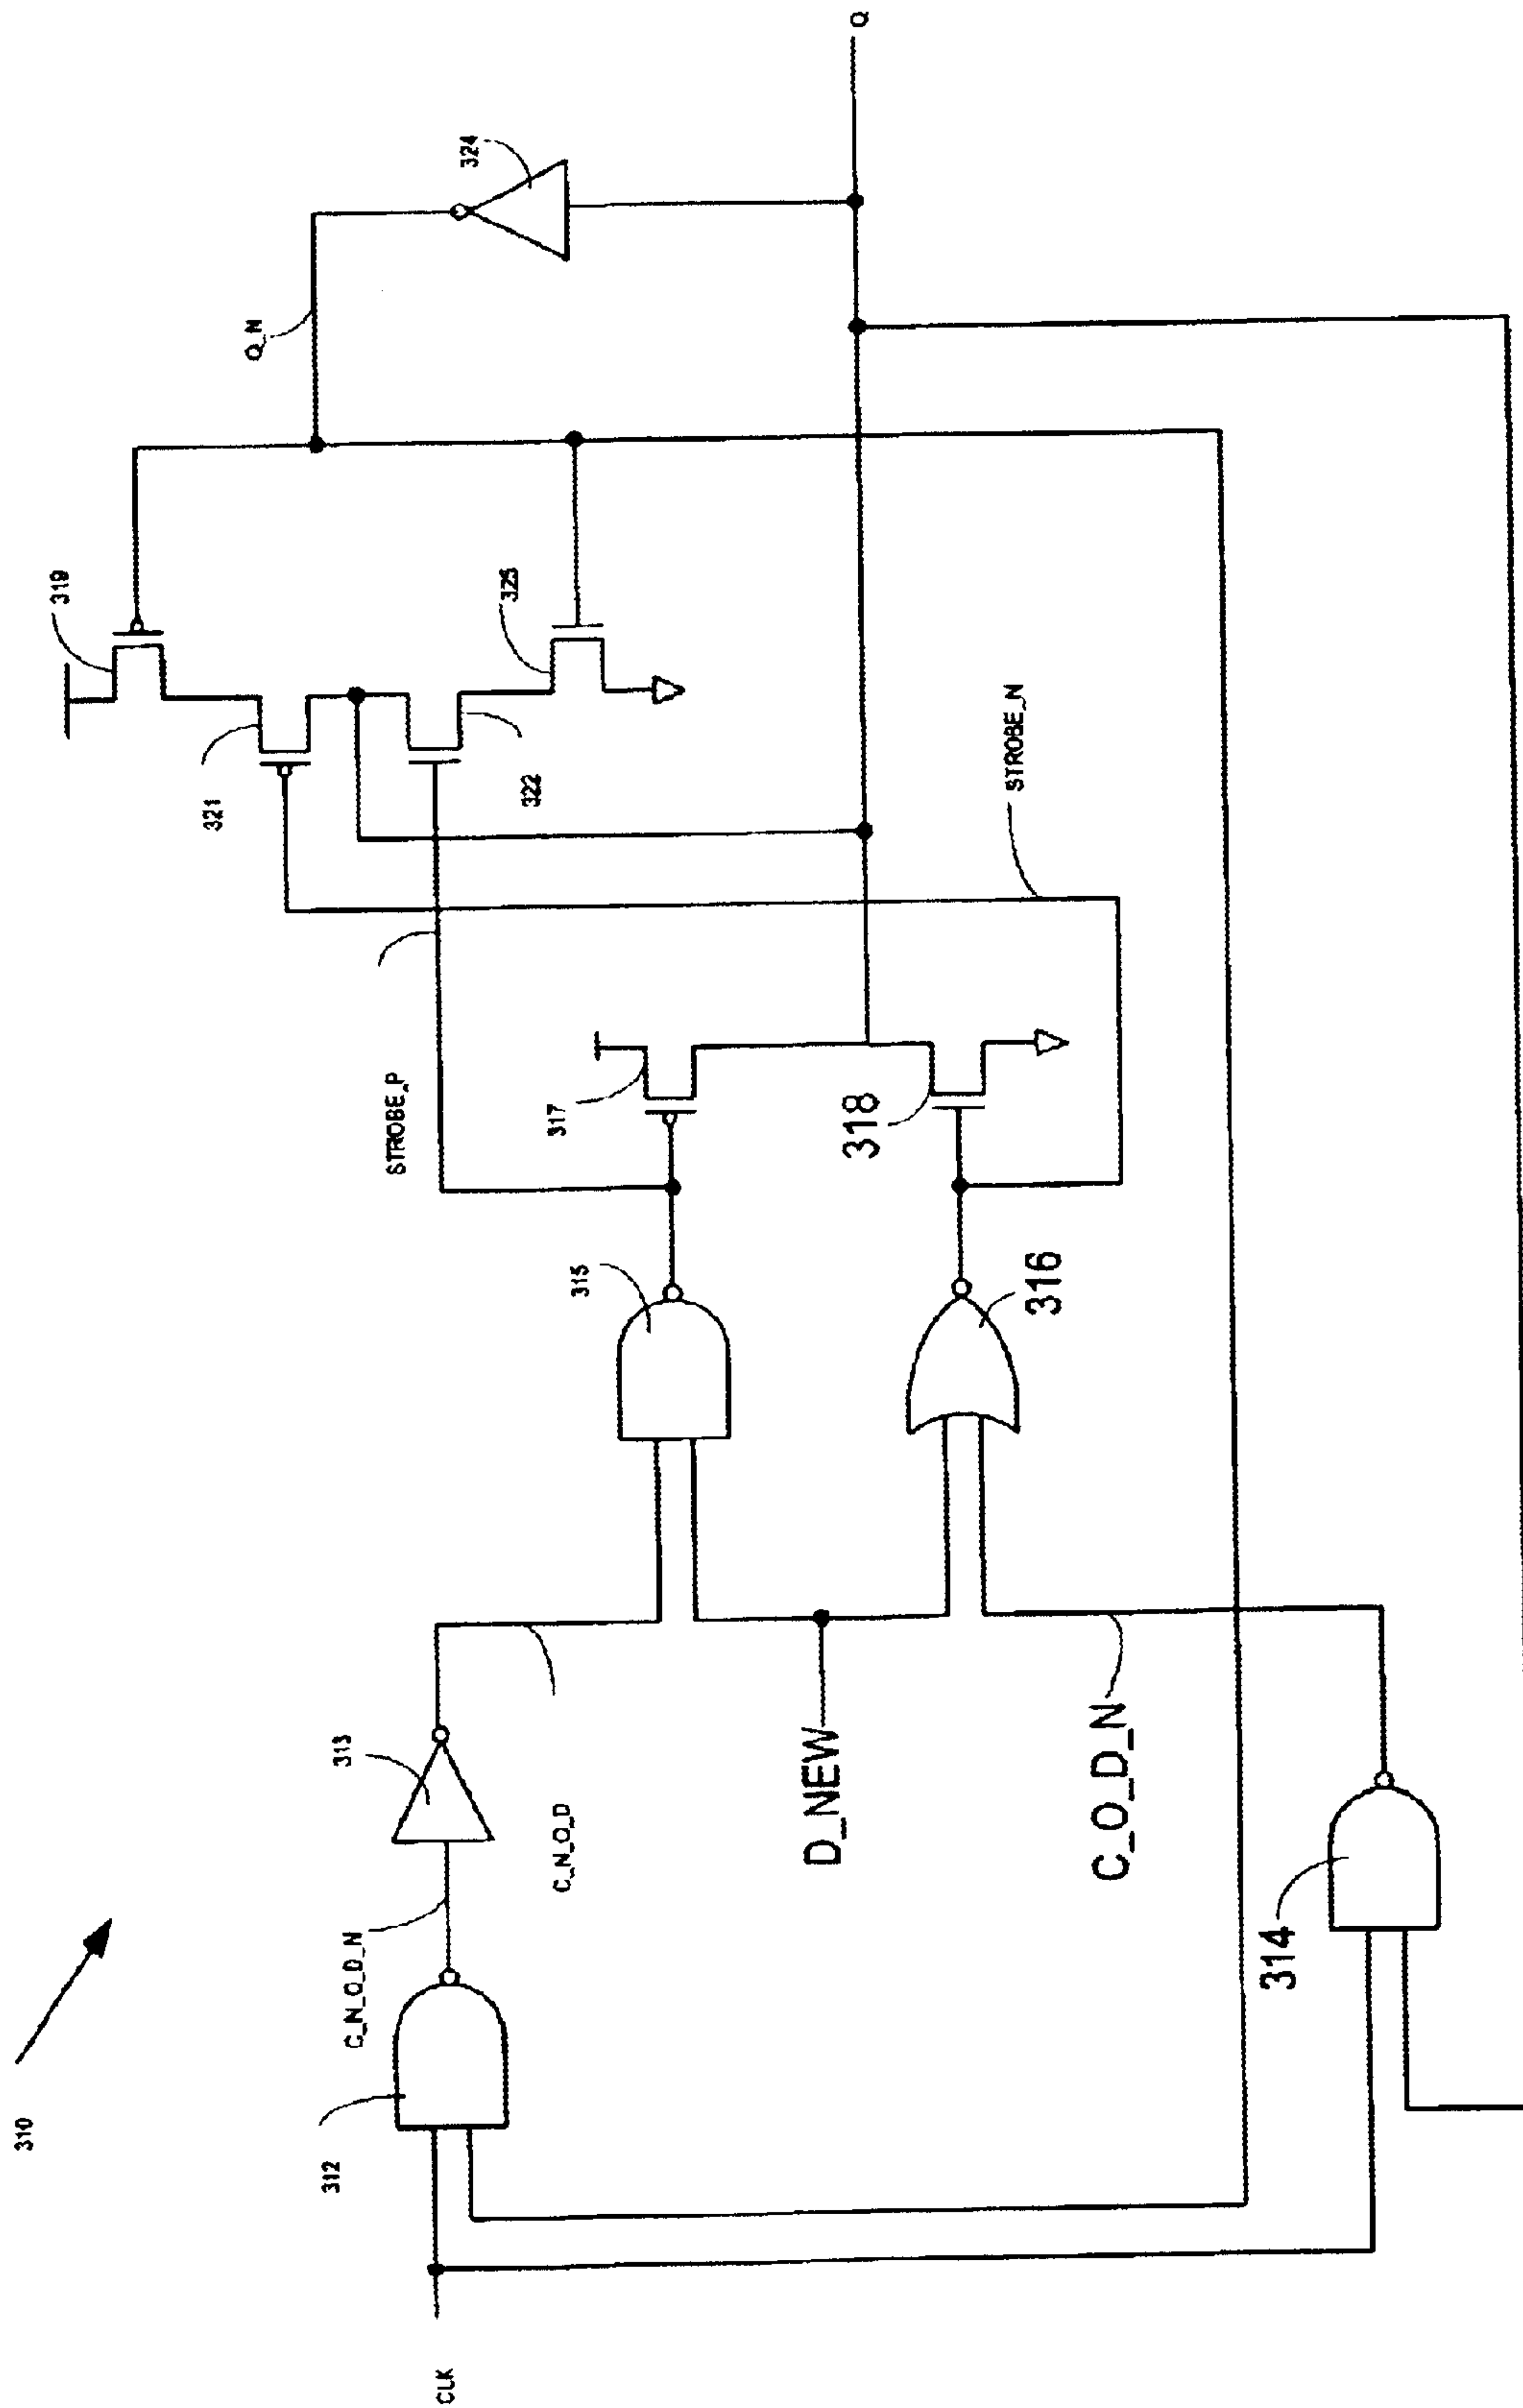 310
CLK
312
C_N_O_D_N
313
C_N_O_D
D_NEW
C_O_D_N
314
315
316
STROBE_P
317
318
STROBE_N
319
321
322
325
Q_N
324
Q